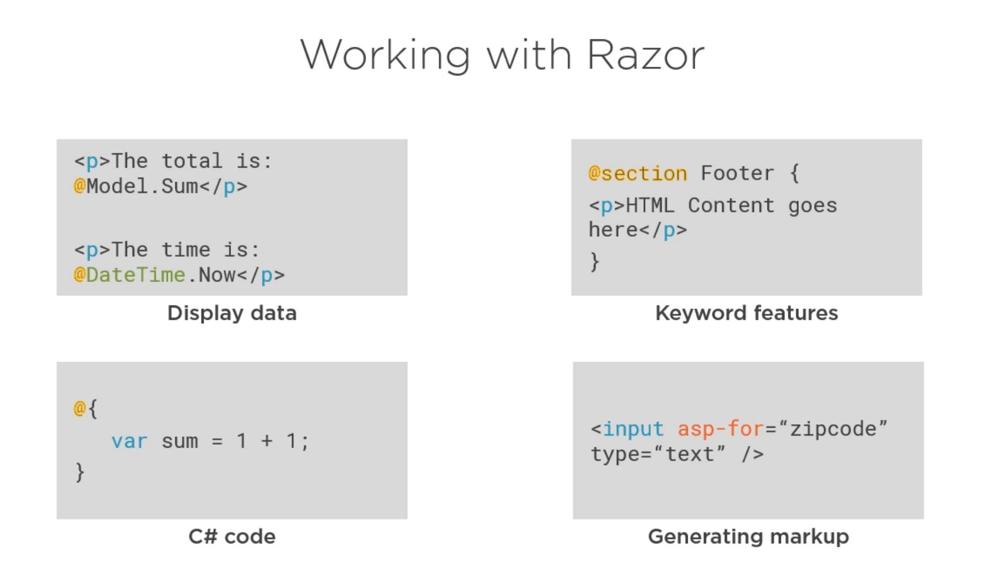 Working with Razor
<p>The total is:
@Model.Sum</p>
<p>The time is:
@DateTime.Now</p>
Display data
@section Footer {
<p>HTML Content goes
here</p>
}
Keyword features
@{
var sum = 1 + 1;
}
C# code
<input asp-for=“zipcode”
type=“text” />
Generating markup